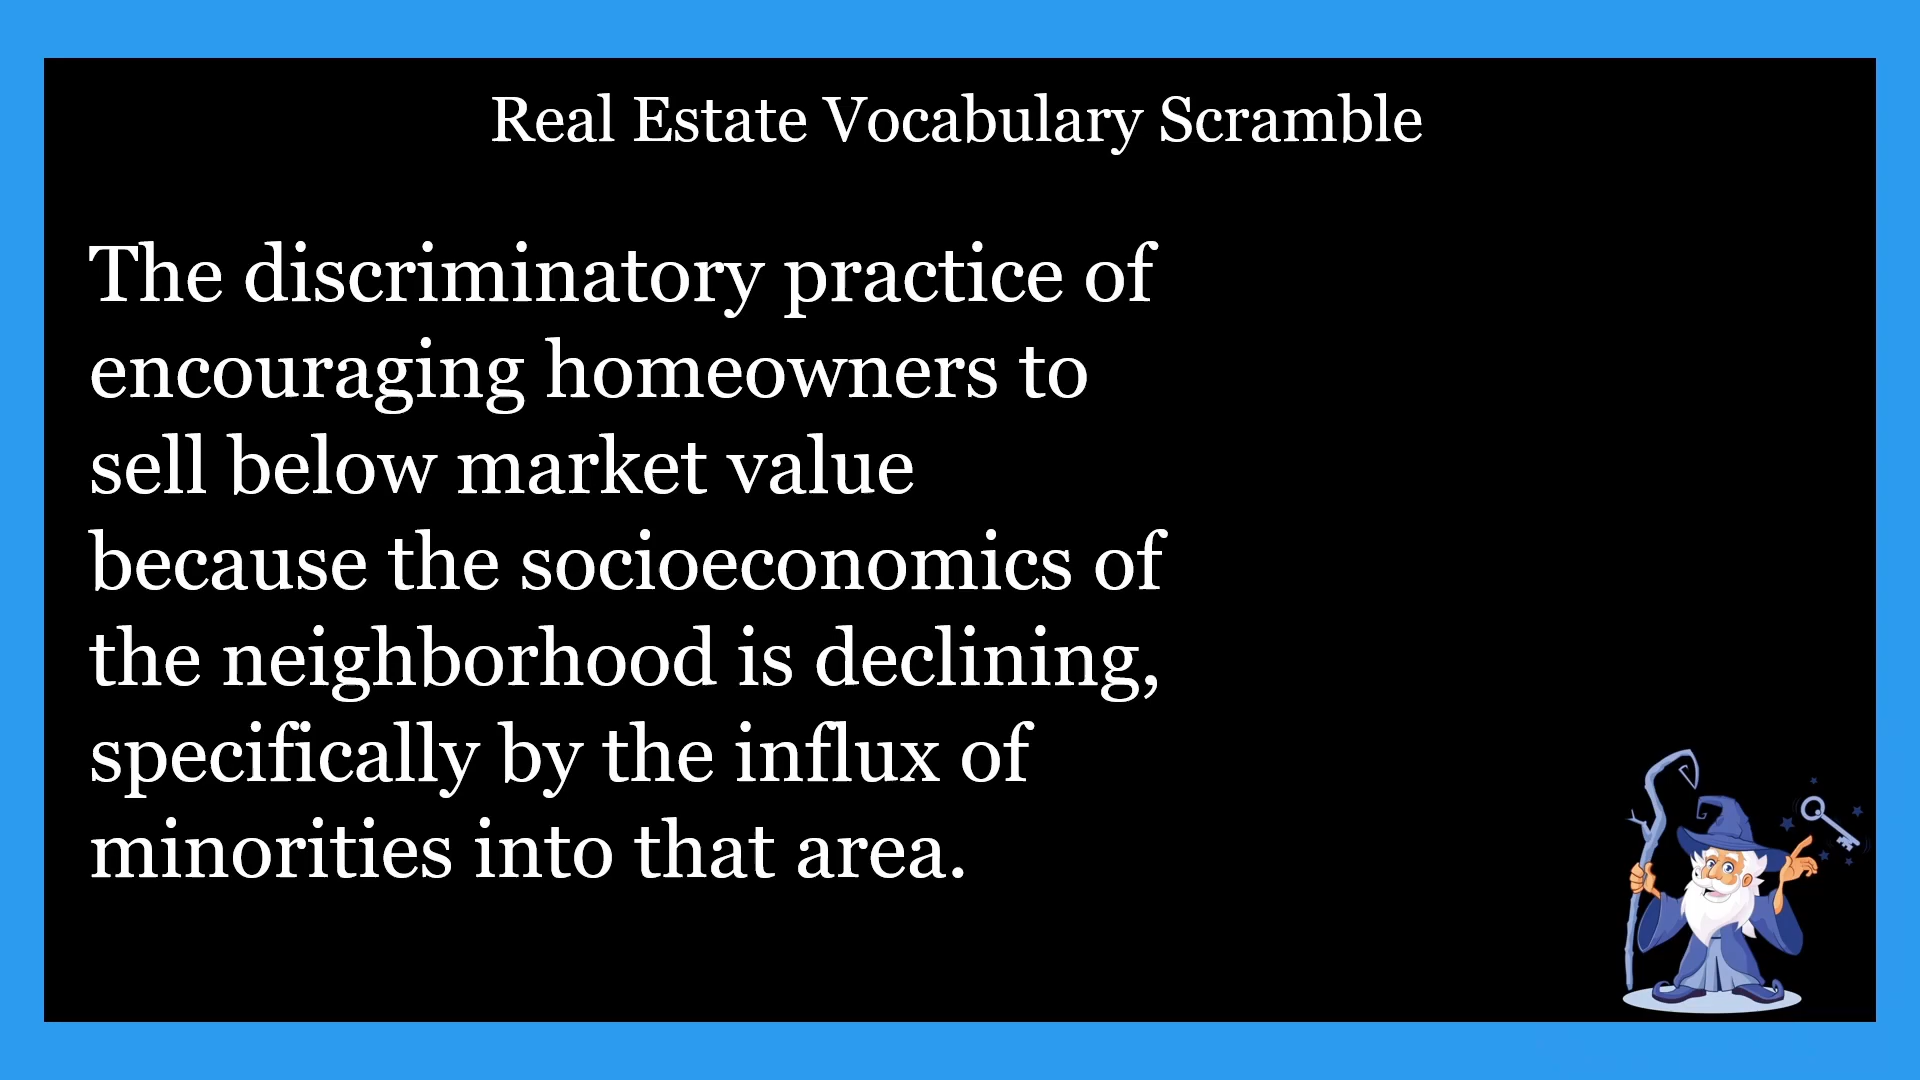 Real Estate Vocabulary Scramble
The discriminatory practice of
encouraging homeowners to
sell below market value
because the socioeconomics of
the neighborhood is declining,
specifically by the influx of
minorities into that area.